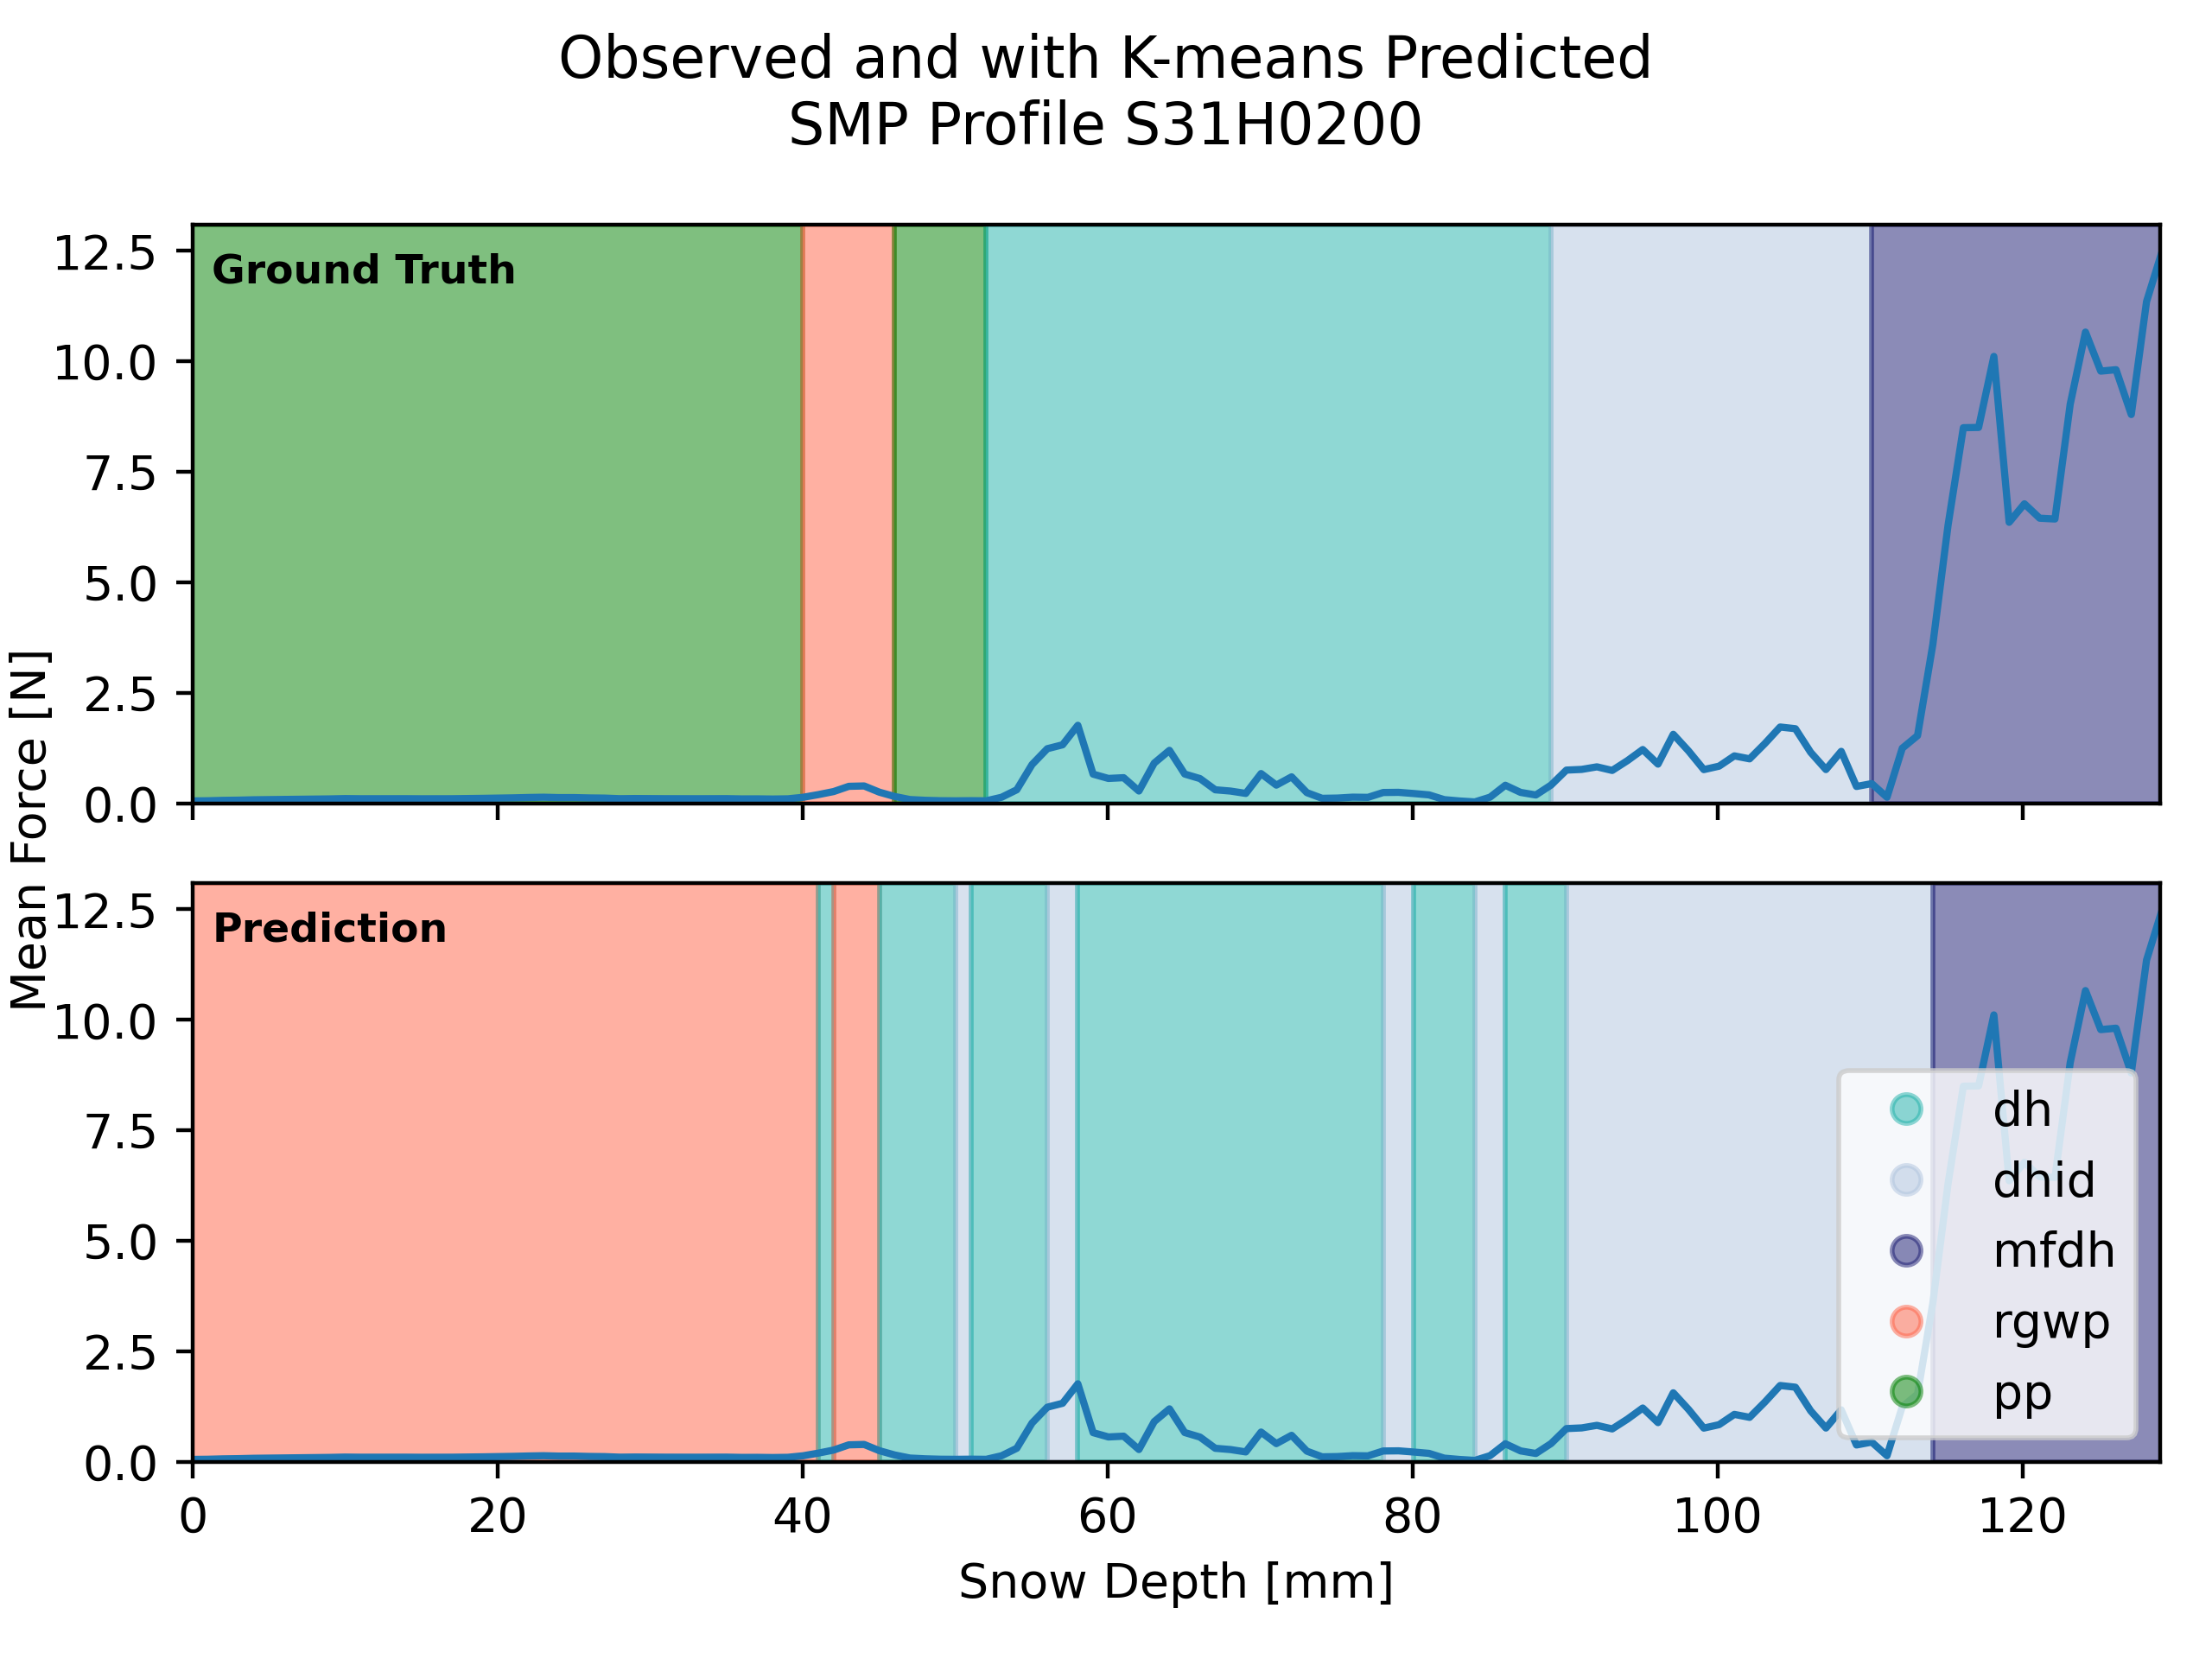 Observed and with K-means Predicted
SMP Profile S31H0200
12.5
Ground Truth
10.0
7.5
5.0
2.5
0.0
Mean Force [N]
12.5
Prediction
10.0
7.5
5.0
2.5
0.0
dh
dhid
mfdh
rgwp
pp
0 20 40 60 80 100 120
Snow Depth [mm]